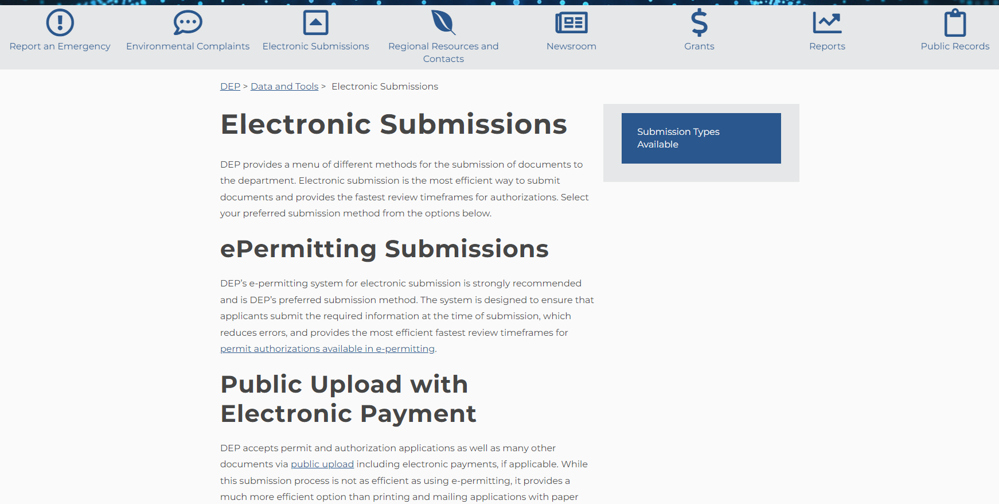 Report an Emergency
Environmental Complaints
Electronic Submissions
Regional Resources and
Contacts
Newsroom
Grants
Reports
Public Records
DEP > Data and Tools > Electronic Submissions
Electronic Submissions
DEP provides a menu of different methods for the submission of documents to
the department. Electronic submission is the most efficient way to submit
documents and provides the fastest review timeframes for authorizations. Select
your preferred submission method from the options below.
Submission Types
Available
ePermitting Submissions
DEP’s e-permitting system for electronic submission is strongly recommended
and is DEP’s preferred submission method. The system is designed to ensure that
applicants submit the required information at the time of submission, which
reduces errors, and provides the most efficient fastest review timeframes for
permit authorizations available in e-permitting.
Public Upload with
Electronic Payment
DEP accepts permit and authorization applications as well as many other
documents via public upload including electronic payments, if applicable. While
this submission process is not as efficient as using e-permitting, it provides a
much more efficient option than printing and mailing applications with paper